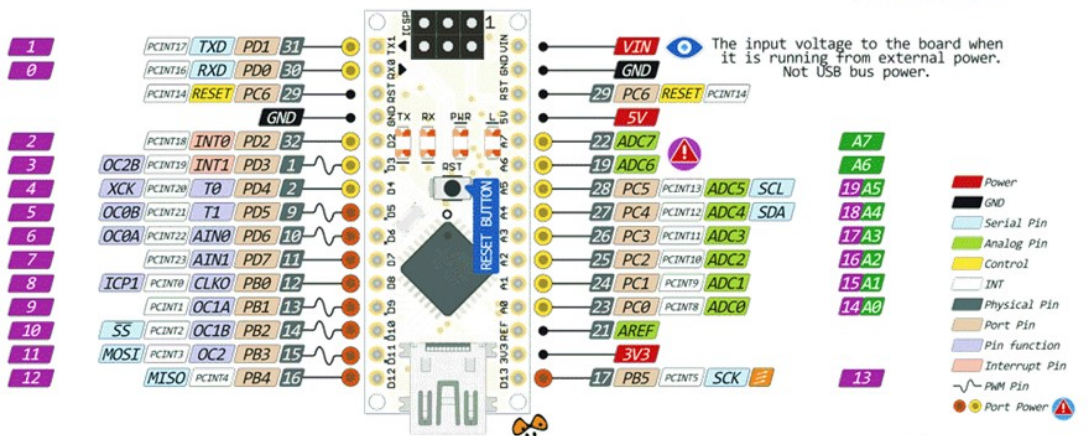 1 PCINT17 TXD PD1 31 TX1 ICSP 1 VIN VIN The input voltage to the board when
it is running from external power.
Not USB bus power.
0 PCINT16 RXD PD0 30 RX0 GND GND
PCINT14 RESET PC6 29 RST RST 29 PC6 RESET PCINT14
GND GND 5V 5V
TX RX PWR L
2 PCINT18 INT0 PD2 32 D2 A7 22 ADC7 A7
3 OC2B PCINT19 INT1 PD3 1 D3 A6 19 ADC6 A6
RST
4 XCK PCINT20 T0 PD4 2 D4 A5 28 PC5 PCINT13 ADC5 SCL 19 A5
5 OC0B PCINT21 T1 PD5 9 D5 A4 27 PC4 PCINT12 ADC4 SDA 18 A4
6 OC0A PCINT22 AIN0 PD6 10 D6 A3 26 PC3 PCINT11 ADC3 17 A3
RESET BUTTON
7 PCINT23 AIN1 PD7 11 D7 A2 25 PC2 PCINT10 ADC2 16 A2
8 ICP1 PCINT0 CLKO PB0 12 D8 A1 24 PC1 PCINT9 ADC1 15 A1
9 PCINT1 OC1A PB1 13 D9 A0 23 PC0 PCINT8 ADC0 14 A0
10 SS PCINT2 OC1B PB2 14 D10 REF 21 AREF
11 MOSI PCINT3 OC2 PB3 15 D11 3V3 3V3
12 MISO PCINT4 PB4 16 D12 D13 17 PB5 PCINT5 SCK 13
Power
GND
Serial Pin
Analog Pin
Control
INT
Physical Pin
Port Pin
Pin function
Interrupt Pin
PWM Pin
Port Power